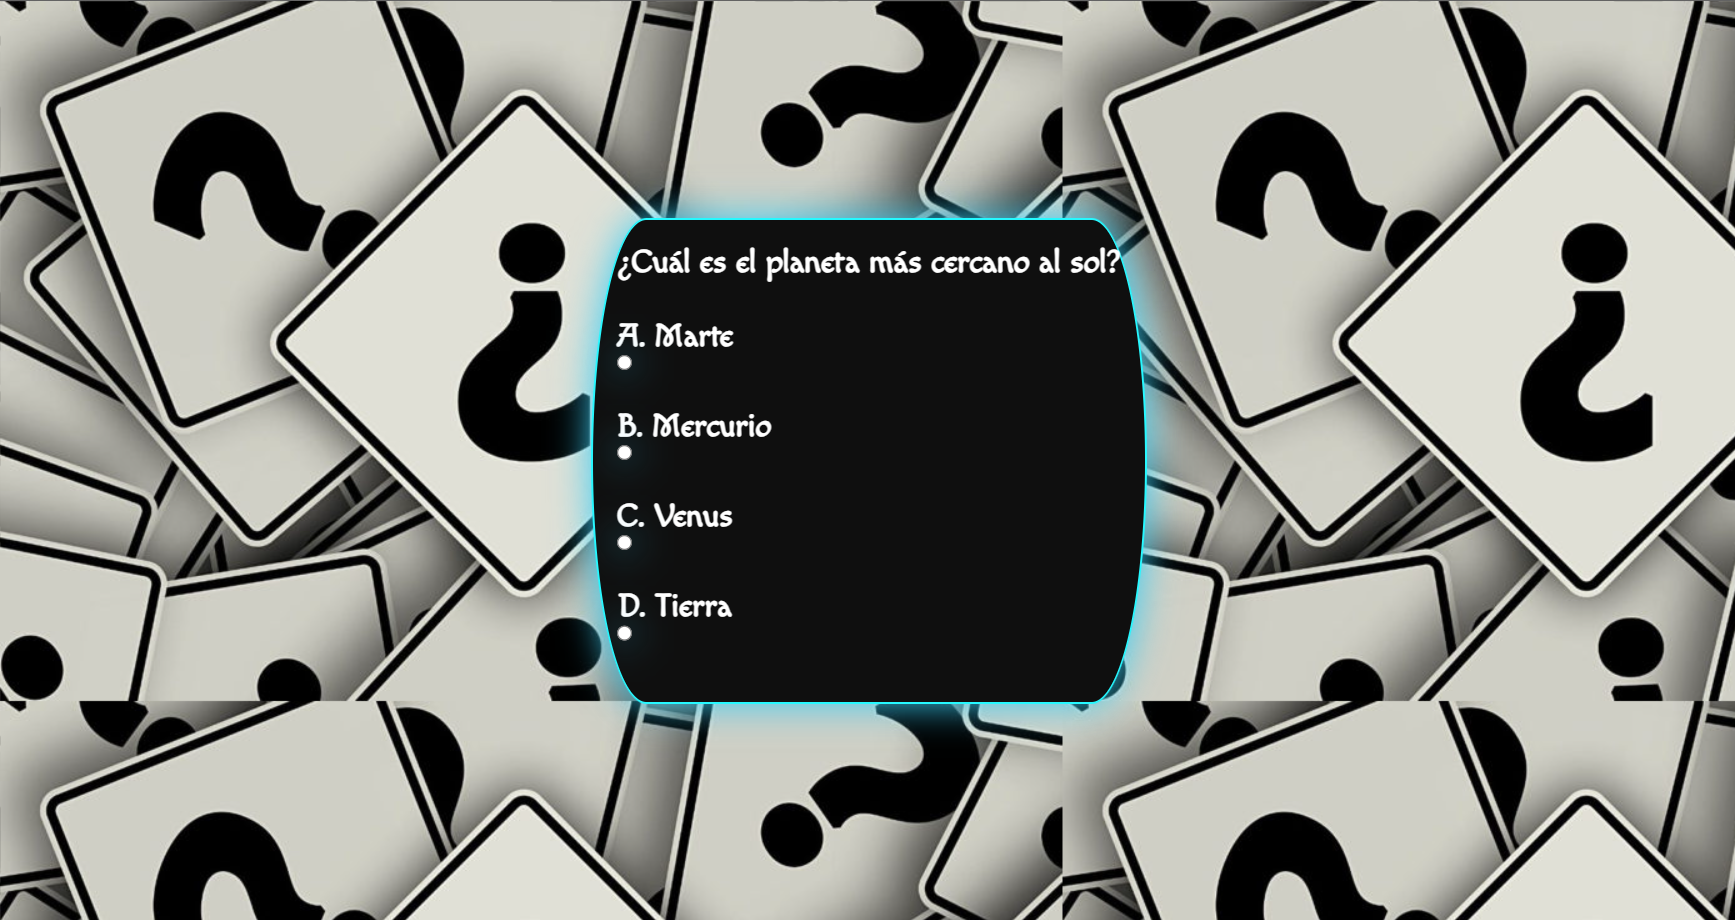 ¿Cuál es el planeta más cercano al sol?
A. Marte
B. Mercurio
C. Venus
D. Tierra